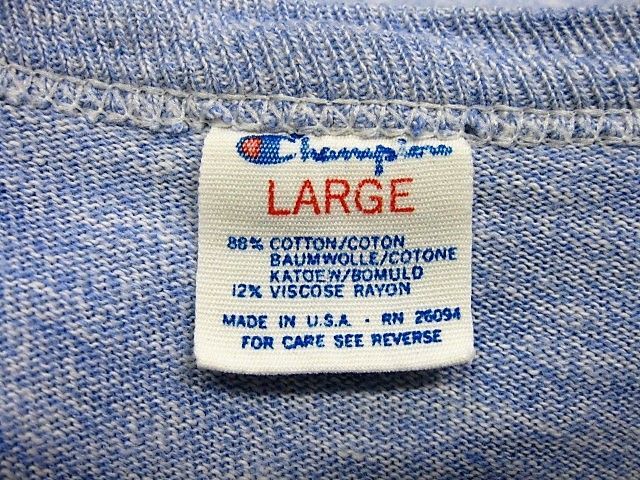 Champion
LARGE
88% COTTON/COTON
BAUMWOLLE/COTONE
KATOEN/BOMULD
12% VISCOSE RAYON
MADE IN U.S.A. - RN 26094
FOR CARE SEE REVERSE